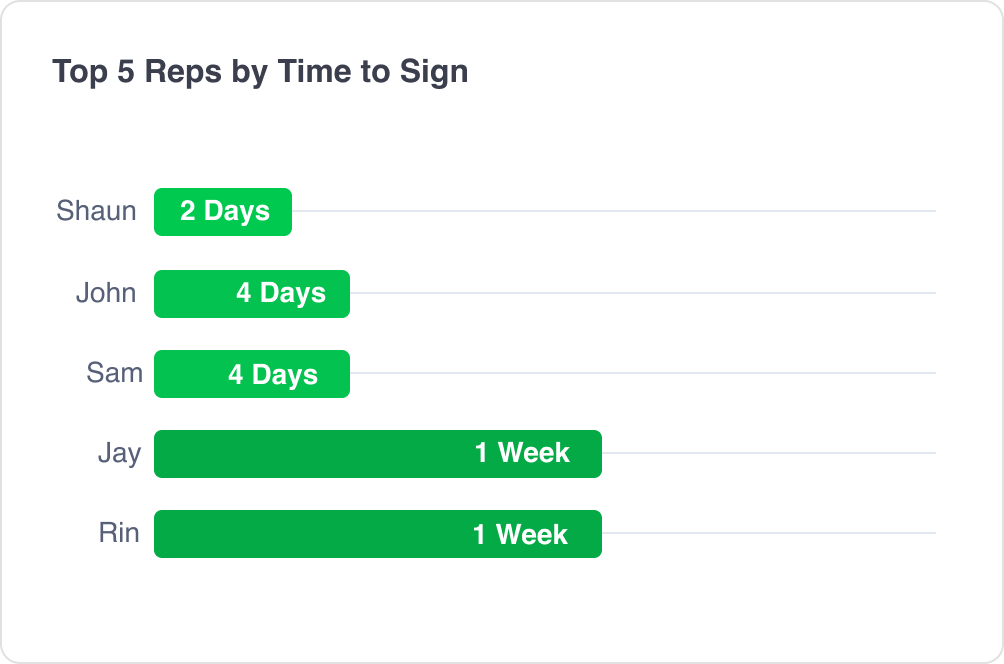 Top 5 Reps by Time to Sign
Shaun 2 Days
John 4 Days
Sam 4 Days
Jay 1 Week
Rin 1 Week